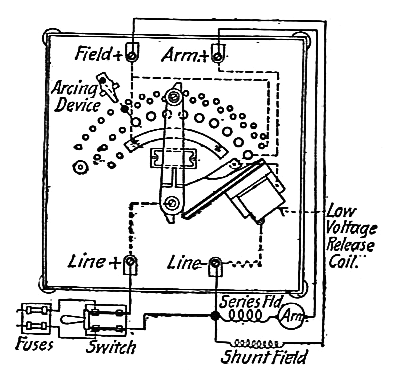 Field +
Arm. +
Arcing
Device
Low
Voltage
Release
Coil.
Line +
Line-
Series Fld.
Arm.
Fuses
Switch
Shunt Field